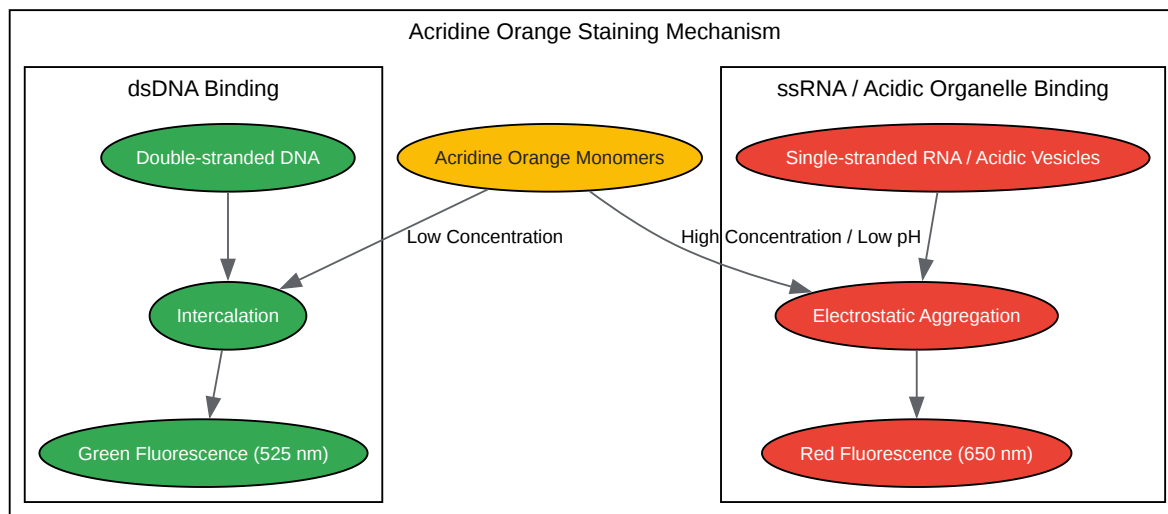 Acridine Orange Staining Mechanism
dsDNA Binding
ssRNA / Acidic Organelle Binding
Double-stranded DNA
Acridine Orange Monomers
Single-stranded RNA / Acidic Vesicles
Low Concentration
High Concentration / Low pH
Intercalation
Electrostatic Aggregation
Green Fluorescence (525 nm)
Red Fluorescence (650 nm)